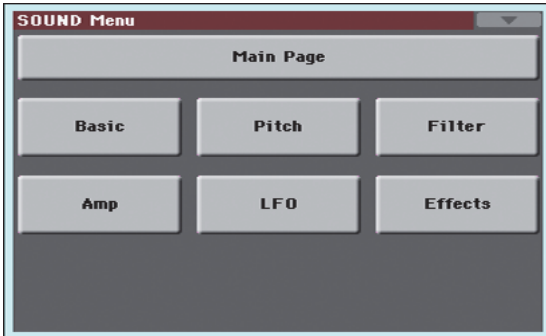 SOUND Menu
Main Page
Basic Pitch Filter
Amp LFO Effects